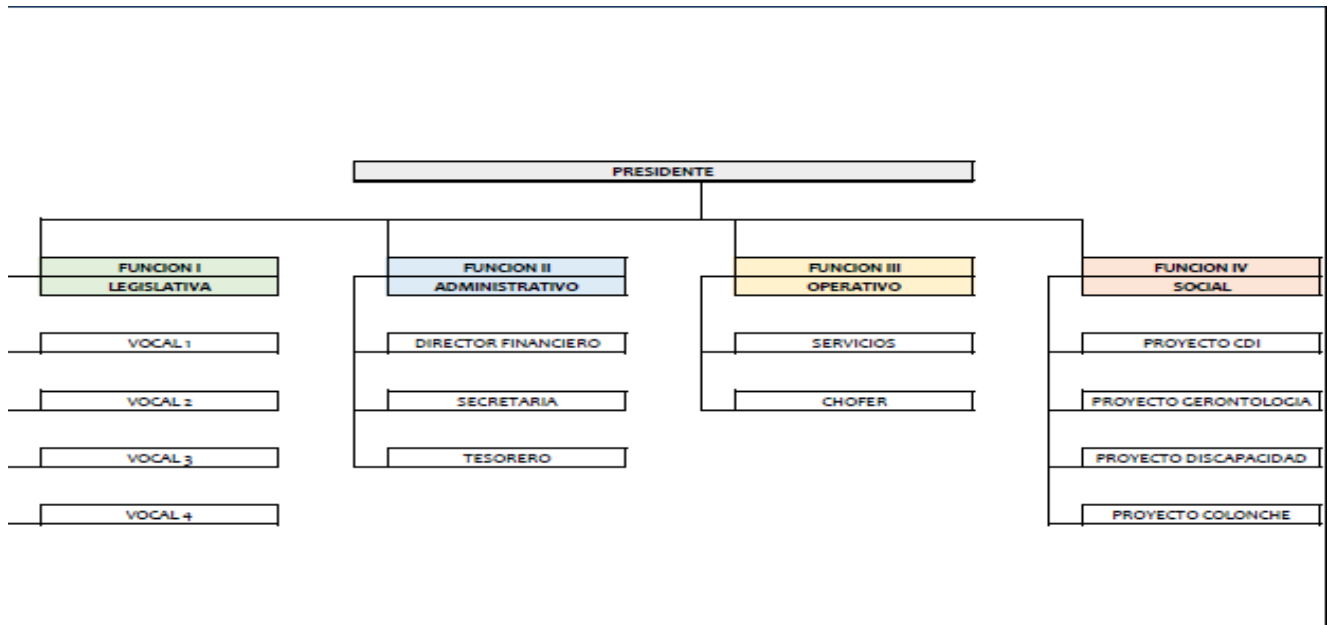 PRESIDENTE
FUNCION I
LEGISLATIVA
VOCAL 1
VOCAL 2
VOCAL 3
VOCAL 4
FUNCION II
ADMINISTRATIVO
DIRECTOR FINANCIERO
SECRETARIA
TESORERO
FUNCION III
OPERATIVO
SERVICIOS
CHOFER
FUNCION IV
SOCIAL
PROYECTO CDI
PROYECTO GERONTOLOGIA
PROYECTO DISCAPACIDAD
PROYECTO COLONCHE